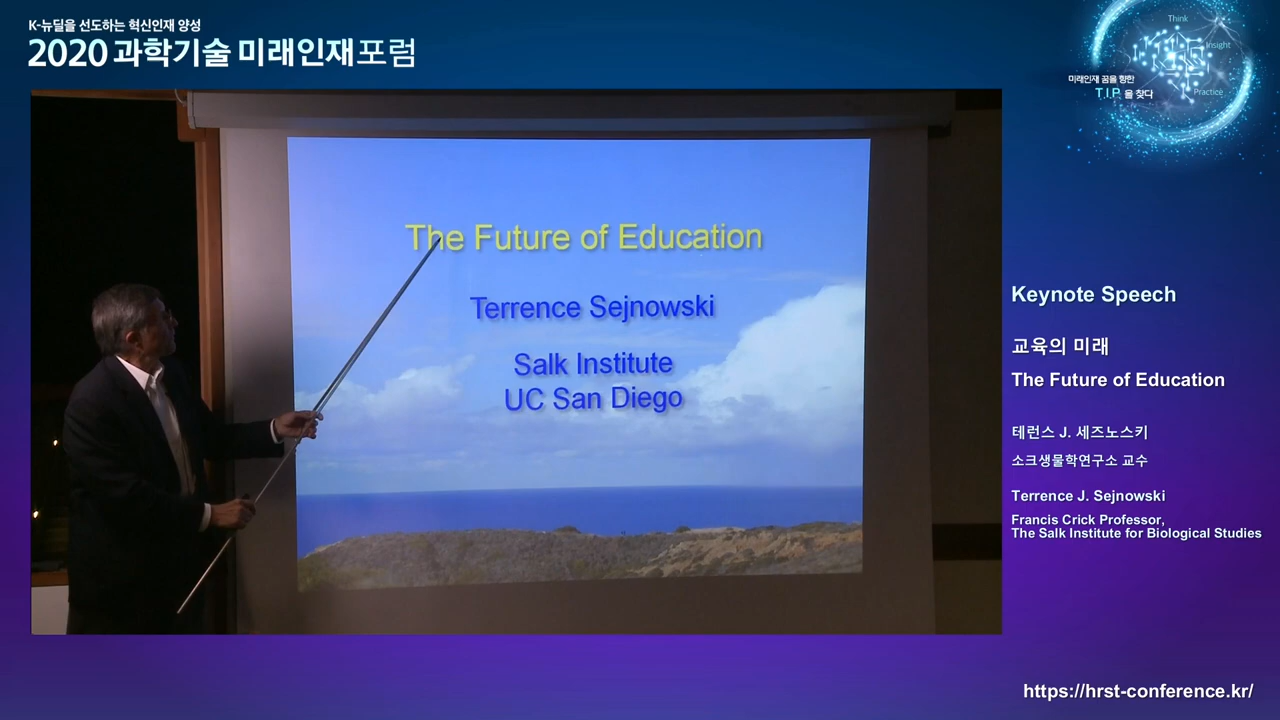 K-뉴딜을 선도하는 혁신인재 양성
2020 과학기술 미래인재포럼
Think
Insight
미래인재 꿈을 향한
T.I.P 을 찾다
Practice
The Future of Education
Terrence Sejnowski
Salk Institute
UC San Diego
Keynote Speech
교육의 미래
The Future of Education
테런스 J. 세즈노스키
소크생물학연구소 교수
Terrence J. Sejnowski
Francis Crick Professor,
The Salk Institute for Biological Studies
https://hrst-conference.kr/